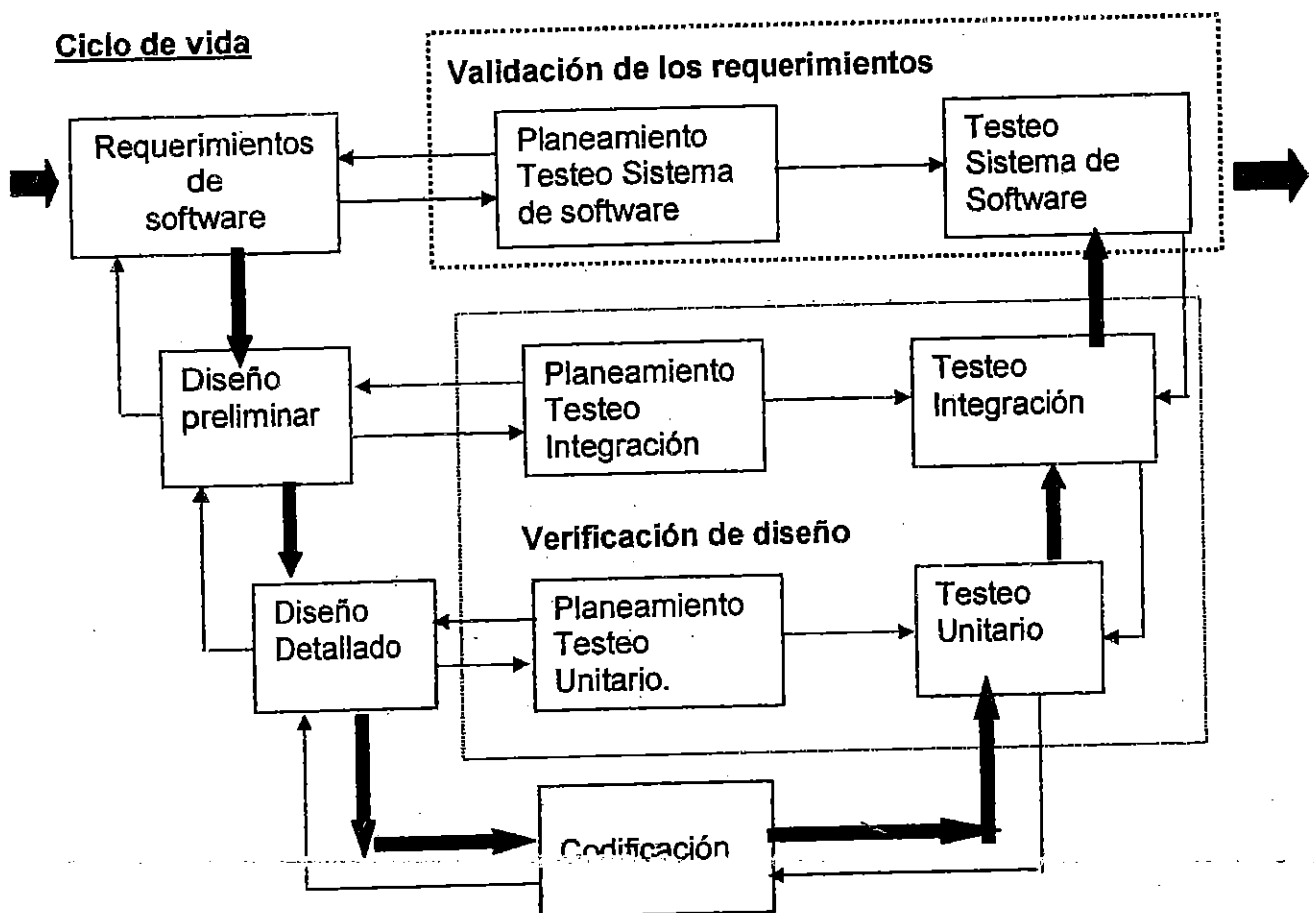 Ciclo de vida
Validación de los requerimientos
Requerimientos
de
software
Planeamiento
Testeo Sistema
de software
Testeo
Sistema de
Software
Diseño
preliminar
Planeamiento
Testeo
Integración
Testeo
Integración
Verificación de diseño
Diseño
Detallado
Planeamiento
Testeo
Unitario.
Testeo
Unitario
Codificación